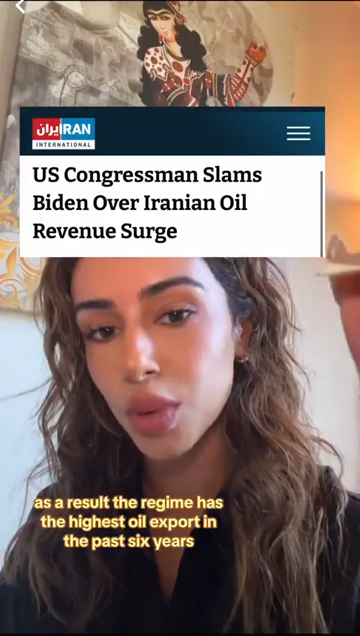 ایران IRAN
INTERNATIONAL
US Congressman Slams
Biden Over Iranian Oil
Revenue Surge
as a result the regime has
the highest oil export in
the past six years